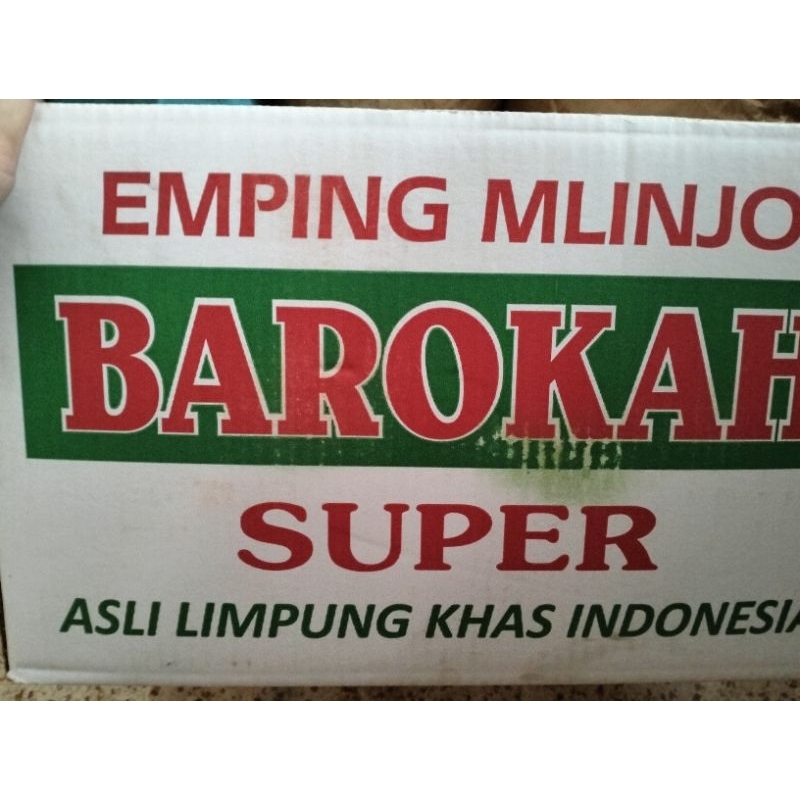 EMPING MLINJO
BAROKAH
SUPER
ASLI LIMPUNG KHAS INDONESIA